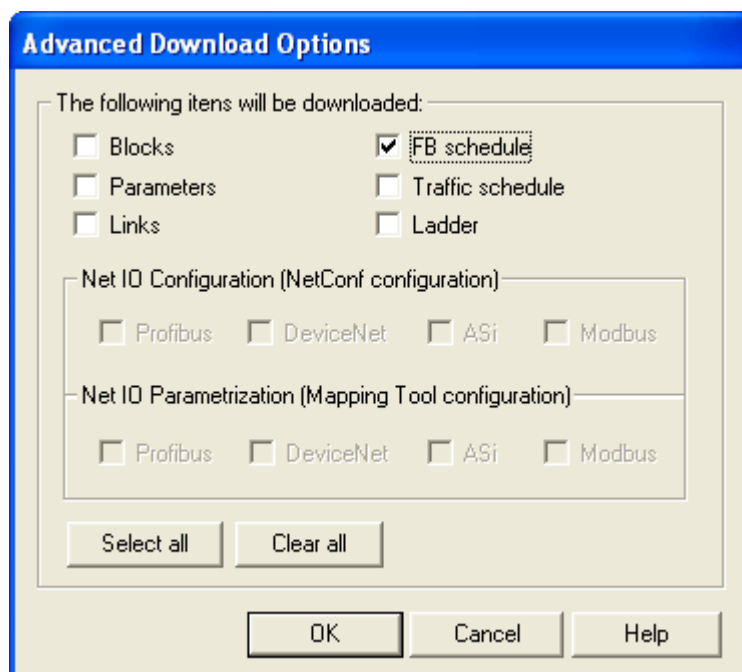 Advanced Download Options
The following itens will be downloaded:
Blocks FB schedule
Parameters Traffic schedule
Links Ladder
Net IO Configuration (NetConf configuration)
Profibus DeviceNet ASi Modbus
Net IO Parametrization (Mapping Tool configuration)
Profibus DeviceNet ASi Modbus
Select all Clear all
OK Cancel Help